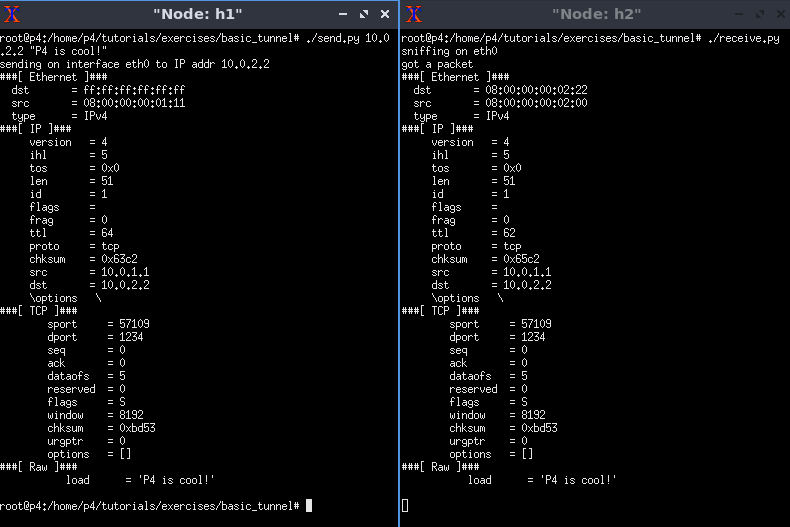 "Node: h1"
root@p4:/home/p4/tutorials/exercises/basic_tunnel# ./send.py 10.0
.2.2 "P4 is cool!"
sending on interface eth0 to IP addr 10.0.2.2
###[ Ethernet ]###
dst = ff:ff:ff:ff:ff:ff
src = 08:00:00:00:01:11
type = IPv4
###[ IP ]###
version = 4
ihl = 5
tos = 0x0
len = 51
id = 1
flags =
frag = 0
ttl = 64
proto = tcp
chksum = 0x63c2
src = 10.0.1.1
dst = 10.0.2.2
\options \
###[ TCP ]###
sport = 57109
dport = 1234
seq = 0
ack = 0
dataofs = 5
reserved = 0
flags = S
window = 8192
chksum = 0xbd53
urgptr = 0
options = []
###[ Raw ]###
load = 'P4 is cool!'
root@p4:/home/p4/tutorials/exercises/basic_tunnel#
"Node: h2"
root@p4:/home/p4/tutorials/exercises/basic_tunnel# ./receive.py
sniffing on eth0
got a packet
###[ Ethernet ]###
dst = 08:00:00:00:02:22
src = 08:00:00:00:02:00
type = IPv4
###[ IP ]###
version = 4
ihl = 5
tos = 0x0
len = 51
id = 1
flags =
frag = 0
ttl = 62
proto = tcp
chksum = 0x65c2
src = 10.0.1.1
dst = 10.0.2.2
\options \
###[ TCP ]###
sport = 57109
dport = 1234
seq = 0
ack = 0
dataofs = 5
reserved = 0
flags = S
window = 8192
chksum = 0xbd53
urgptr = 0
options = []
###[ Raw ]###
load = 'P4 is cool!'